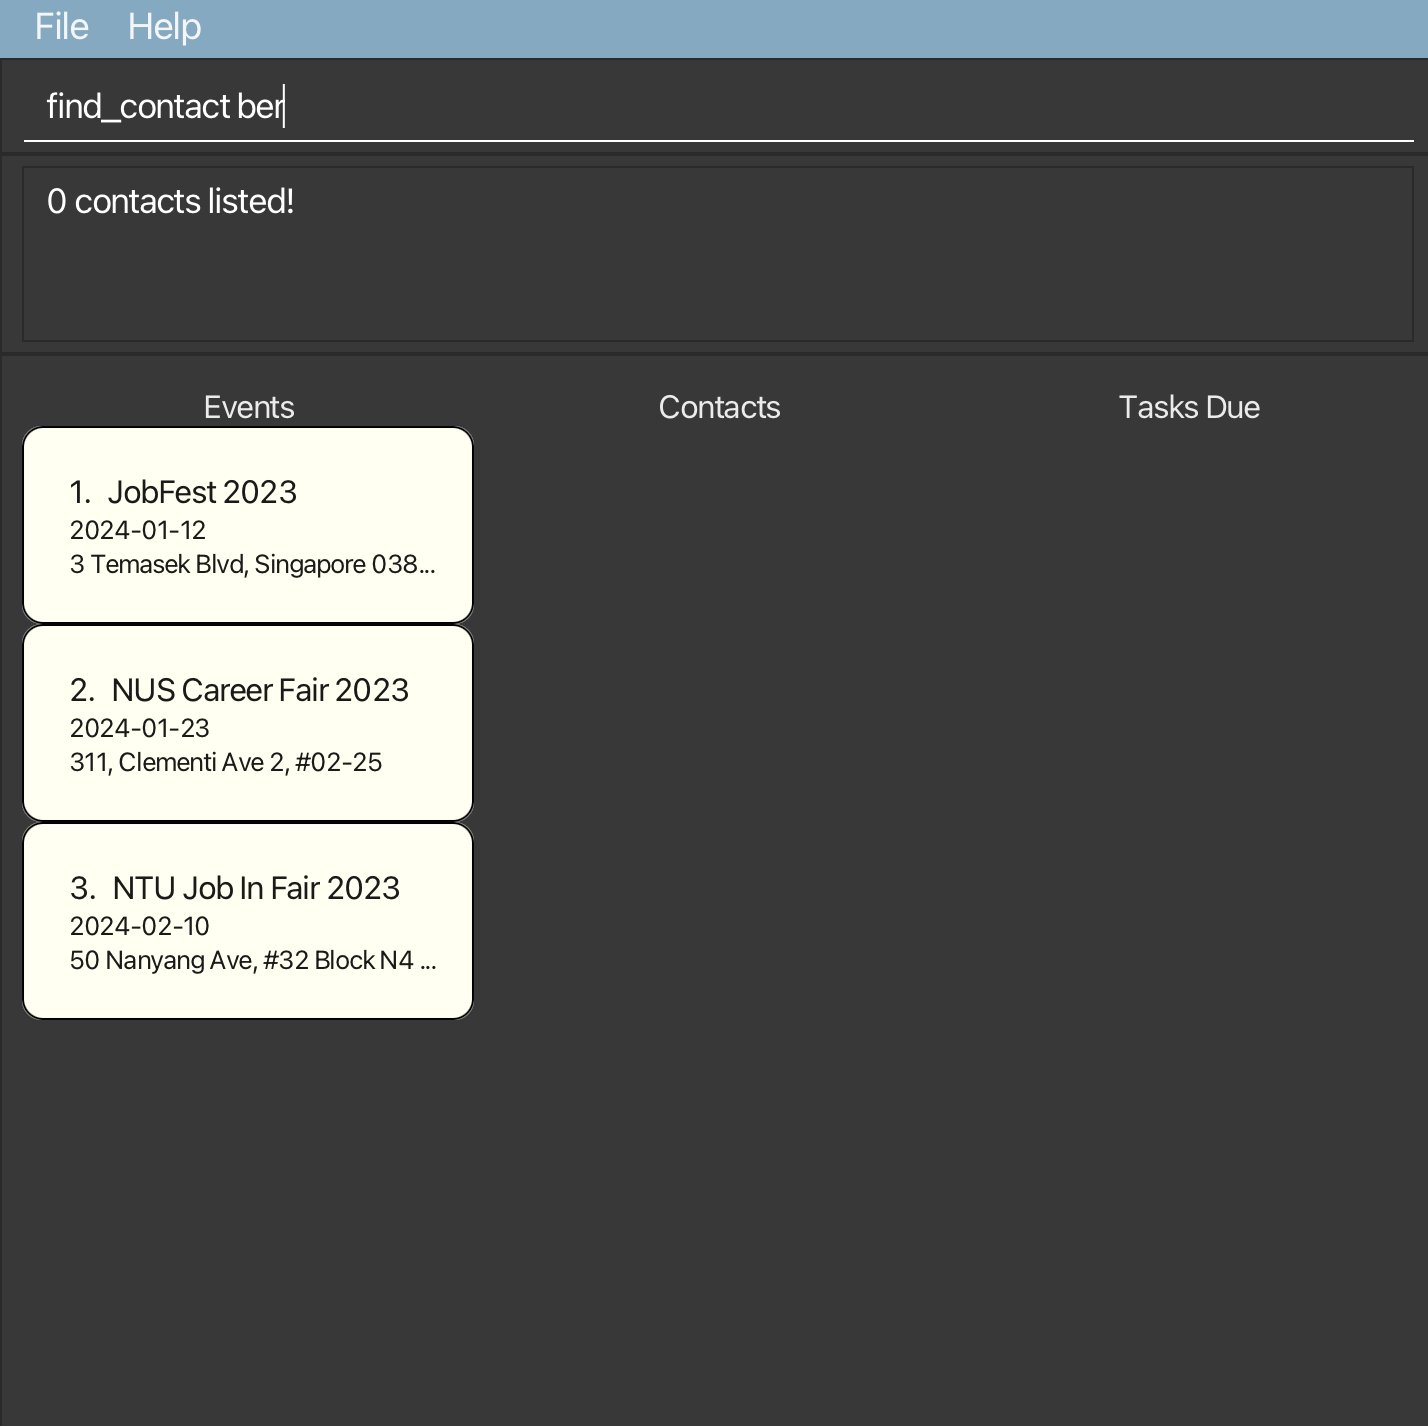 File Help
find_contact ber
0 contacts listed!
Events Contacts Tasks Due
1. JobFest 2023
2024-01-12
3 Temasek Blvd, Singapore 038...
2. NUS Career Fair 2023
2024-01-23
311, Clementi Ave 2, #02-25
3. NTU Job In Fair 2023
2024-02-10
50 Nanyang Ave, #32 Block N4 ...